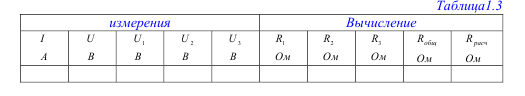 Таблица1.3
измерения Вычисление
I U U1 U2 U3 R1 R2 R3 Rобщ Rрасч
А В В В В Ом Ом Ом Ом Ом